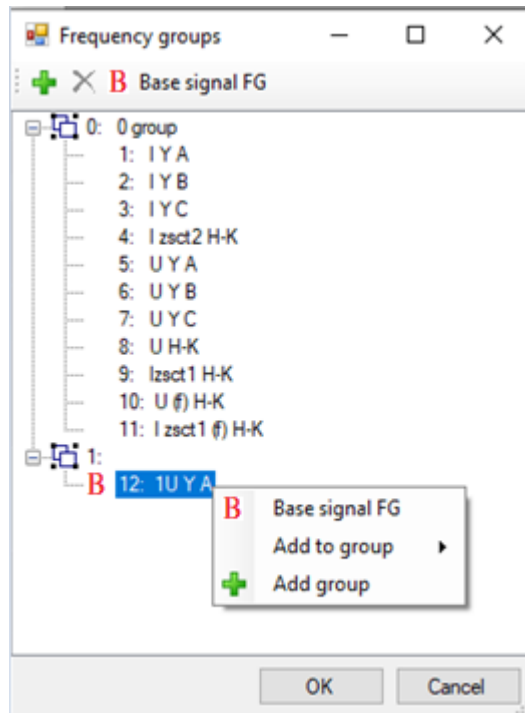 Frequency groups
B Base signal FG
0: 0 group
1: I Y A
2: I Y B
3: I Y C
4: I zsct2 H-K
5: U Y A
6: U Y B
7: U Y C
8: U H-K
9: Izsct1 H-K
10: U (f) H-K
11: I zsct1 (f) H-K
1:
B 12: 1U Y A
B Base signal FG
Add to group
Add group
OK Cancel